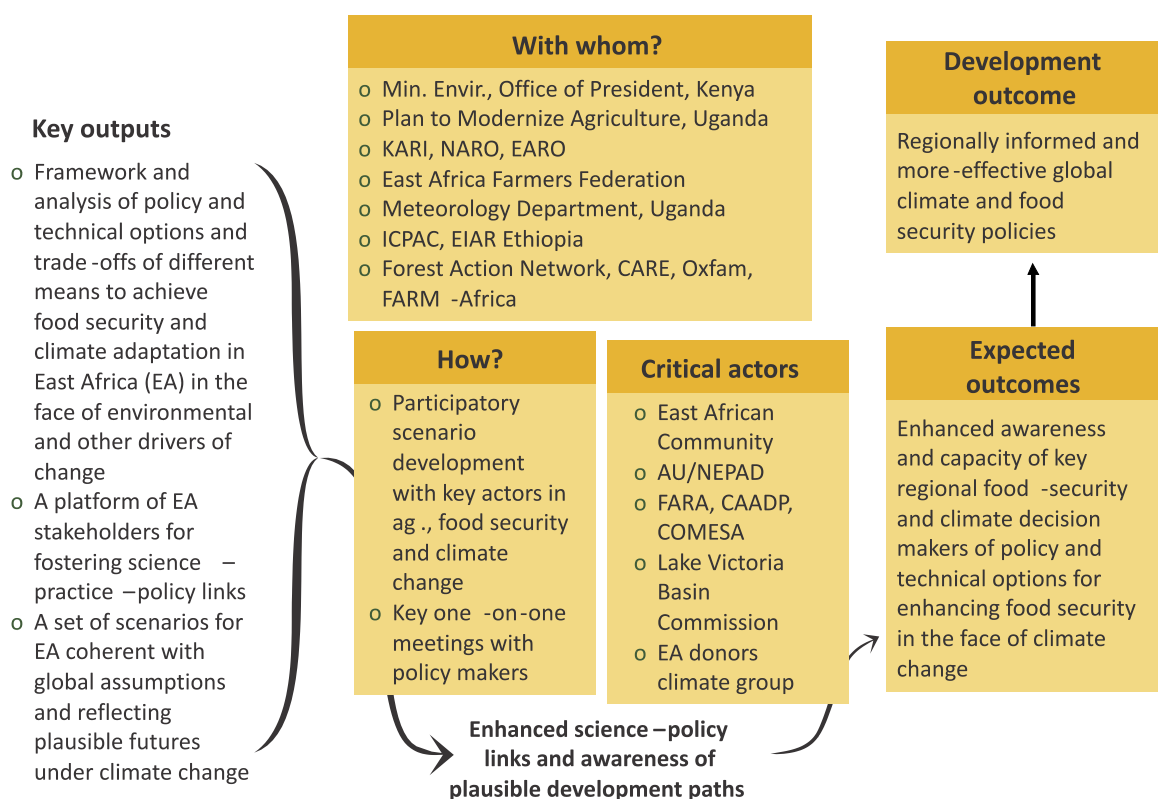 Key outputs
o Framework and
analysis of policy and
technical options and
trade -offs of different
means to achieve
food security and
climate adaptation in
East Africa (EA) in the
face of environmental
and other drivers of
change
o A platform of EA
stakeholders for
fostering science –
practice –policy links
o A set of scenarios for
EA coherent with
global assumptions
and reflecting
plausible futures
under climate change
With whom?
o Min. Envir., Office of President, Kenya
o Plan to Modernize Agriculture, Uganda
o KARI, NARO, EARO
o East Africa Farmers Federation
o Meteorology Department, Uganda
o ICPAC, EIAR Ethiopia
o Forest Action Network, CARE, Oxfam,
FARM -Africa
How?
o Participatory
scenario
development
with key actors in
ag ., food security
and climate
change
o Key one -on-one
meetings with
policy makers
Critical actors
o East African
Community
o AU/NEPAD
o FARA, CAADP,
COMESA
o Lake Victoria
Basin
Commission
o EA donors
climate group
Enhanced science –policy
links and awareness of
plausible development paths
Expected
outcomes
Enhanced awareness
and capacity of key
regional food -security
and climate decision
makers of policy and
technical options for
enhancing food security
in the face of climate
change
Development
outcome
Regionally informed and
more -effective global
climate and food
security policies